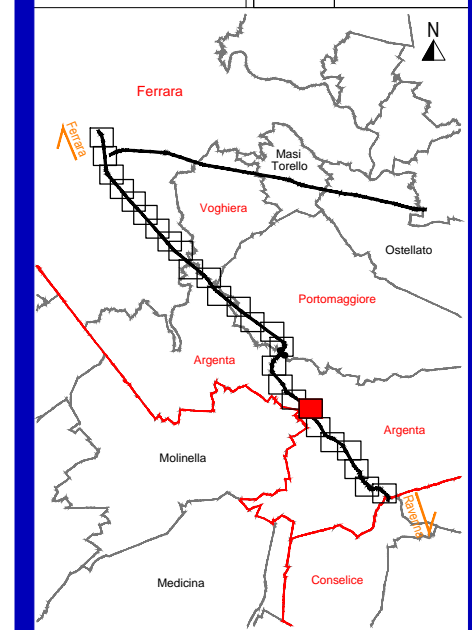 N
Ferrara
Ferrara
Masi
Torello
Voghiera
Ostellato
Portomaggiore
Argenta
Argenta
Molinella
Ravenna
Medicina
Conselice